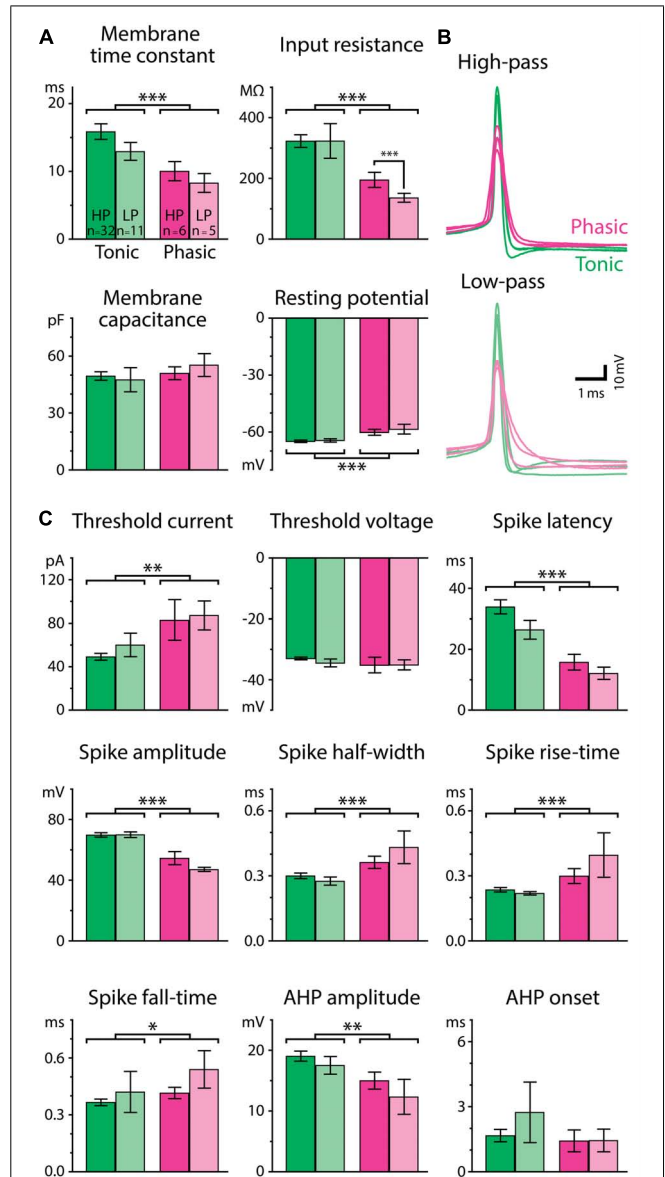 A
Membrane
time constant
ms
20
10
0
***
HP
n=32
LP
n=11
HP
n=6
LP
n=5
Tonic
Phasic
Input resistance
MΩ
400
200
0
***
***
B
High-pass
Phasic
Tonic
Low-pass
1 ms
10 mV
Membrane
capacitance
pF
60
30
0
Resting potential
0
-30
-60
mV
***
C
Threshold current
pA
120
80
40
0
**
Threshold voltage
0
-20
-40
mV
Spike latency
ms
40
20
0
***
Spike amplitude
mV
80
40
0
***
Spike half-width
ms
0.6
0.3
0.0
***
Spike rise-time
ms
0.6
0.3
0.0
***
Spike fall-time
ms
0.6
0.3
0.0
*
AHP amplitude
mV
20
10
0
**
AHP onset
ms
6
3
0